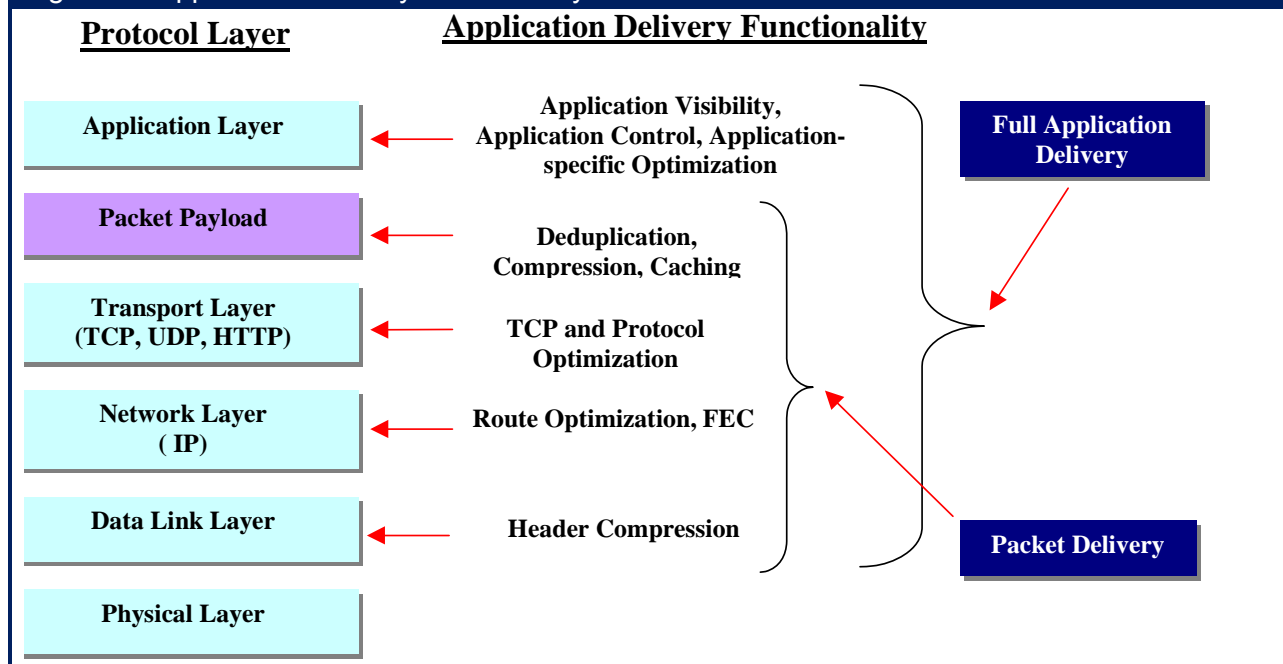 Protocol Layer
Application Delivery Functionality
Application Layer
Application Visibility,
Application Control, Application-
specific Optimization
Full Application
Delivery
Packet Payload
Deduplication,
Compression, Caching
Transport Layer
(TCP, UDP, HTTP)
TCP and Protocol
Optimization
Network Layer
( IP)
Route Optimization, FEC
Data Link Layer
Header Compression
Packet Delivery
Physical Layer